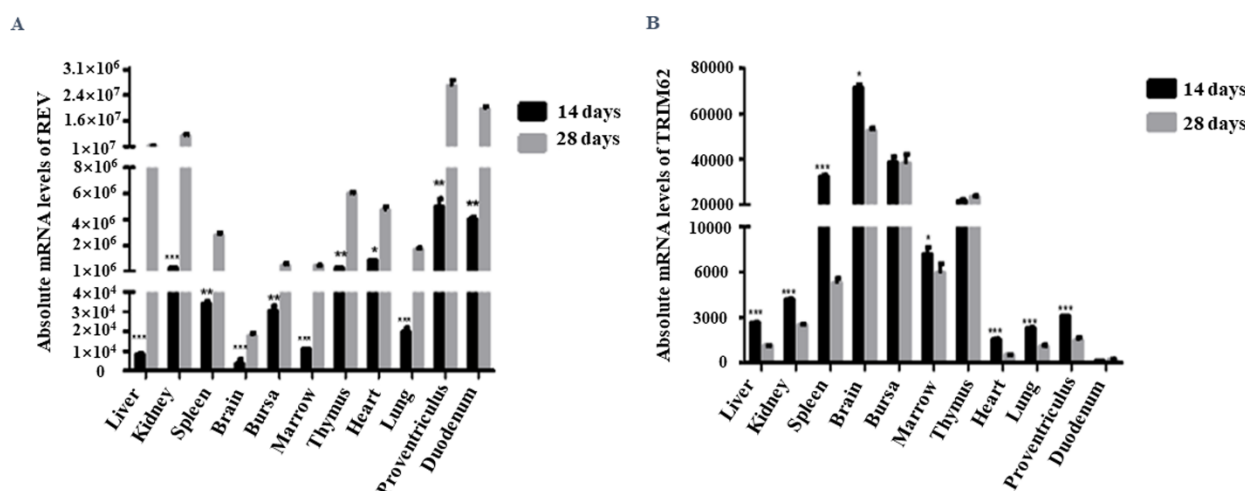 A
Absolute mRNA levels of REV
3.1×10⁶
2.4×10⁷
1.6×10⁷
1×10⁷
8×10⁶
6×10⁶
4×10⁶
2×10⁶
1×10⁶
4×10⁴
3×10⁴
2×10⁴
1×10⁴
0
***
***
**
***
**
***
**
*
***
**
**
Liver
Kidney
Spleen
Brain
Bursa
Marrow
Thymus
Heart
Lung
Proventriculus
Duodenum
14 days
28 days
B
Absolute mRNA levels of TRIM62
80000
60000
40000
20000
10000
6000
3000
0
***
***
***
*
*
***
***
***
Liver
Kidney
Spleen
Brain
Bursa
Marrow
Thymus
Heart
Lung
Proventriculus
Duodenum
14 days
28 days